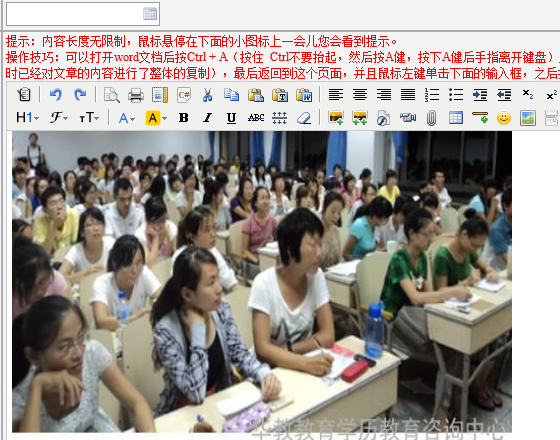 提示：内容长度无限制，鼠标悬停在下面的小图标上一会儿您会看到提示。
操作技巧：可以打开word文档后按Ctrl + A（按住 Ctrl不要抬起，然后按A健，按下A健后手指离开键盘）
时已经对文章的内容进行了整体的复制），最后返回到这个页面，并且鼠标左键单击下面的输入框，之后
H1 F TT A A B I U ABC
华教教育学历教育咨询中心